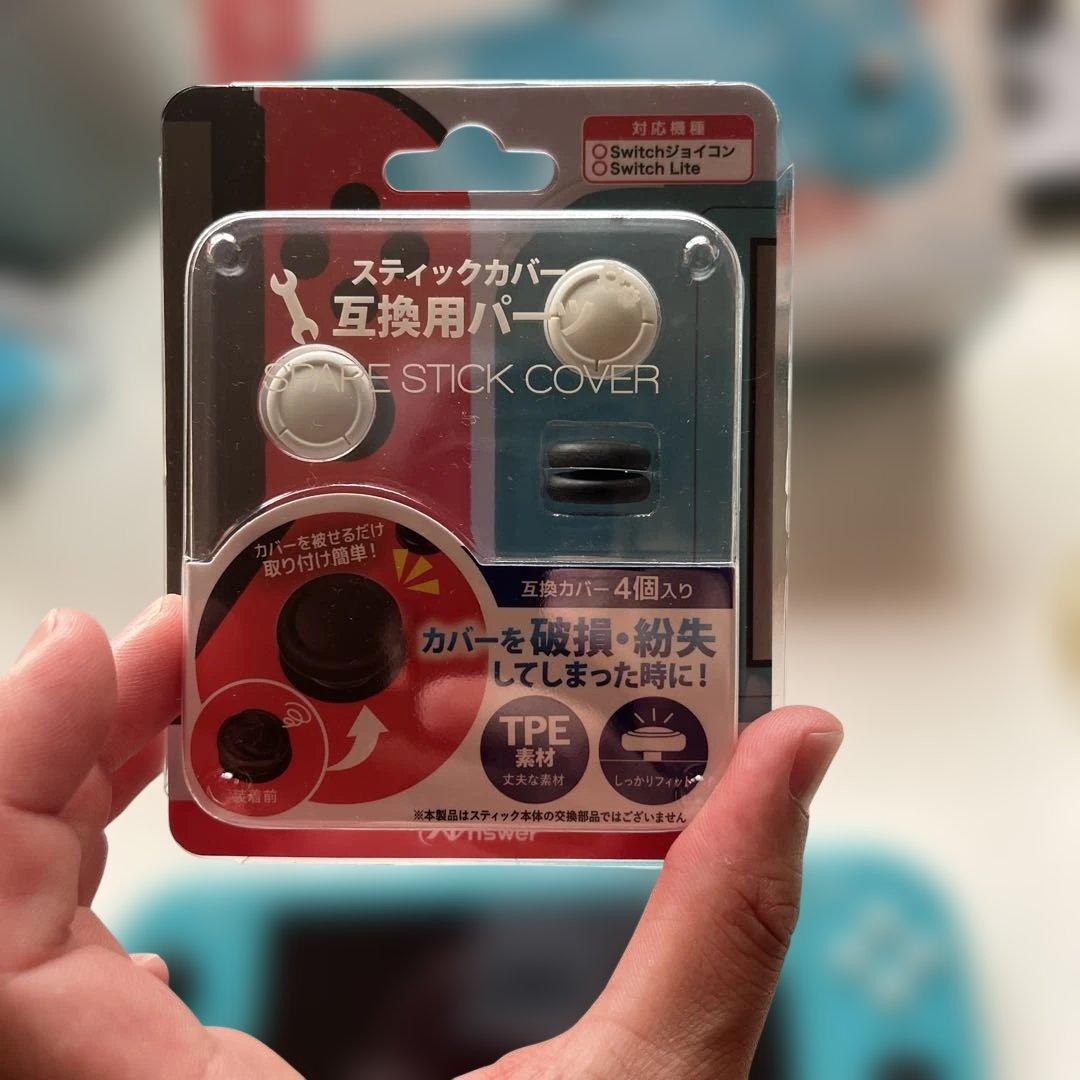 対応機種
○Switchジョイコン
○Switch Lite
スティックカバー
互換用パーツ
SPARE STICK COVER
カバーを被せるだけ
取り付け簡単！
互換カバー4個入り
カバーを破損・紛失
してしまった時に！
TPE
素材
丈夫な素材
しっかりフィット
装着前
※本製品はスティック本体の交換部品ではございません
Answer